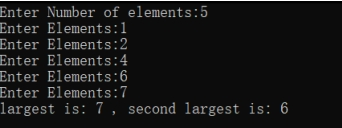 Enter Number of elements:5
Enter Elements:1
Enter Elements:2
Enter Elements:4
Enter Elements:6
Enter Elements:7
largest is: 7 , second largest is: 6